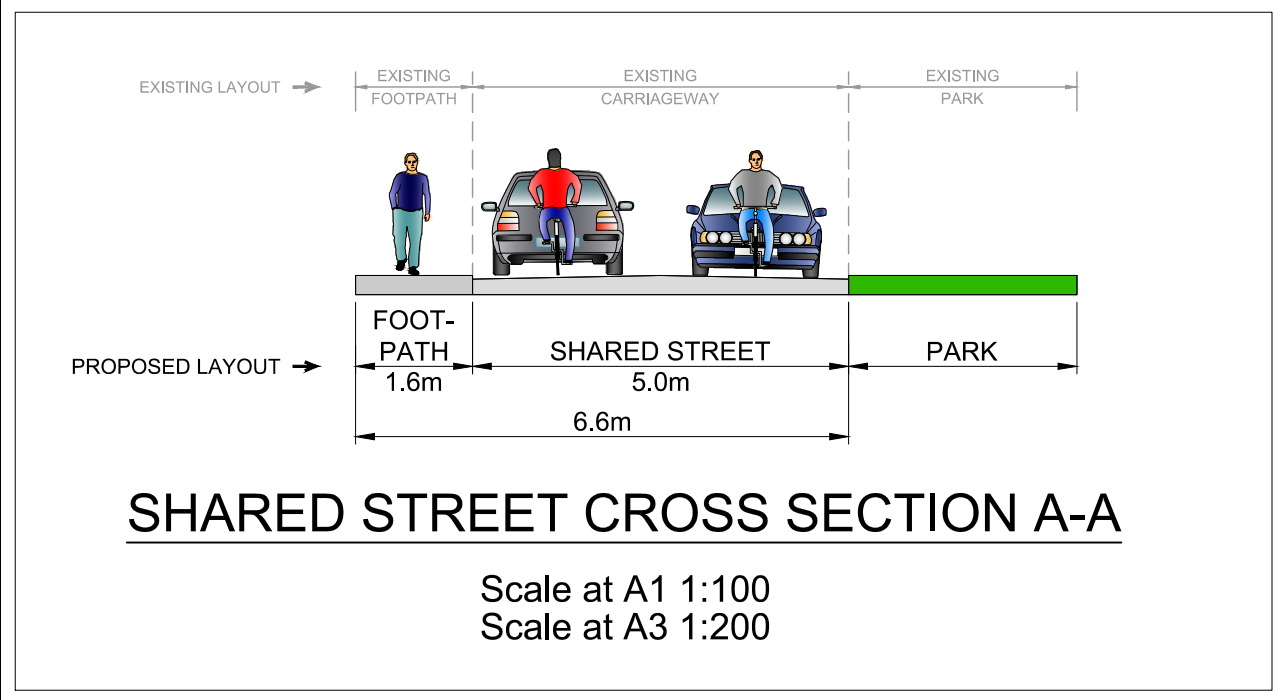 EXISTING LAYOUT
EXISTING
FOOTPATH
EXISTING
CARRIAGEWAY
EXISTING
PARK
PROPOSED LAYOUT
FOOT-
PATH
1.6m
SHARED STREET
5.0m
PARK
6.6m
SHARED STREET CROSS SECTION A-A
Scale at A1 1:100
Scale at A3 1:200